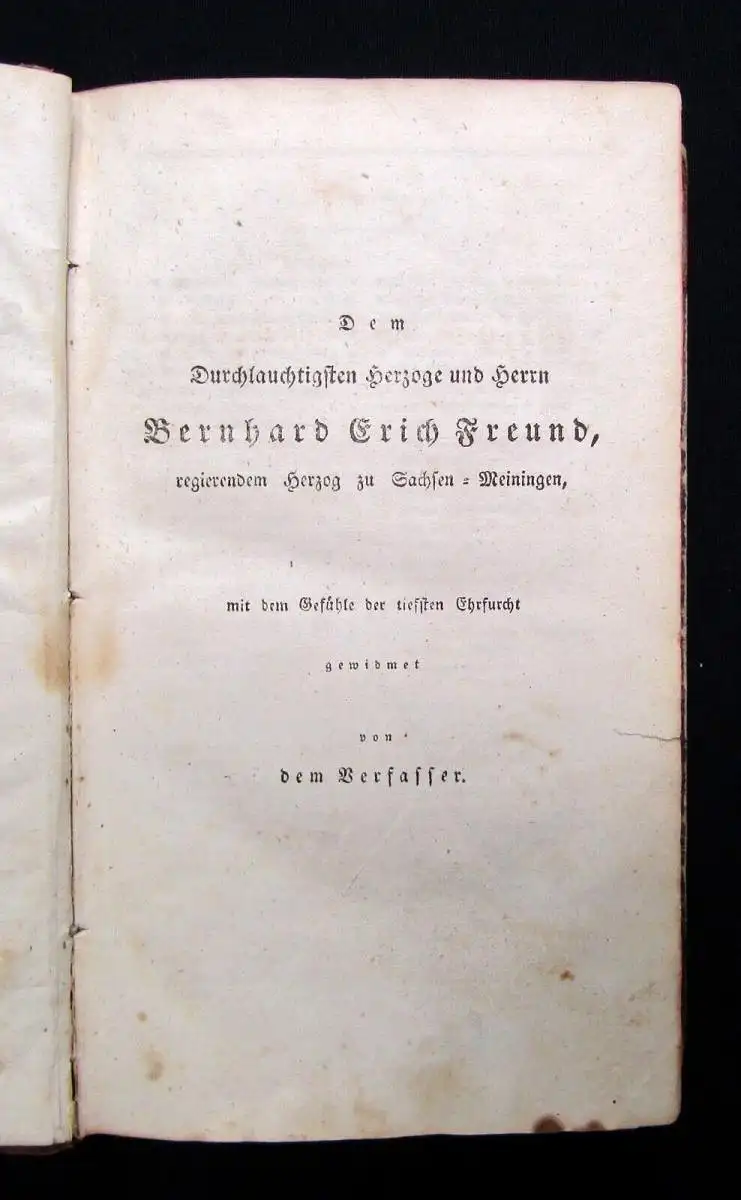 Dem
Durchlauchtigsten Herzoge und Herrn
Bernhard Erich Freund,
regierendem Herzog zu Sachsen-Meiningen,
mit dem Gefühle der tiefsten Ehrfurcht
gewidmet
von
dem Verfasser.